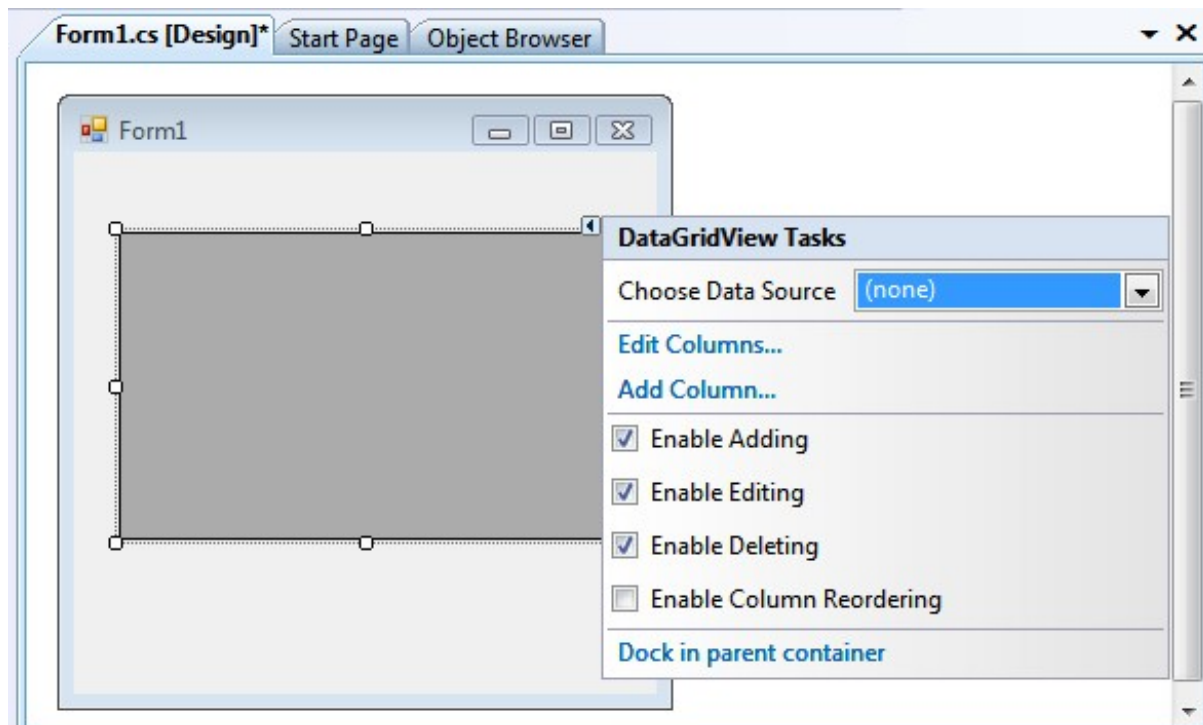 Form1.cs [Design]* Start Page Object Browser
Form1
DataGridView Tasks
Choose Data Source (none)
Edit Columns...
Add Column...
Enable Adding
Enable Editing
Enable Deleting
Enable Column Reordering
Dock in parent container